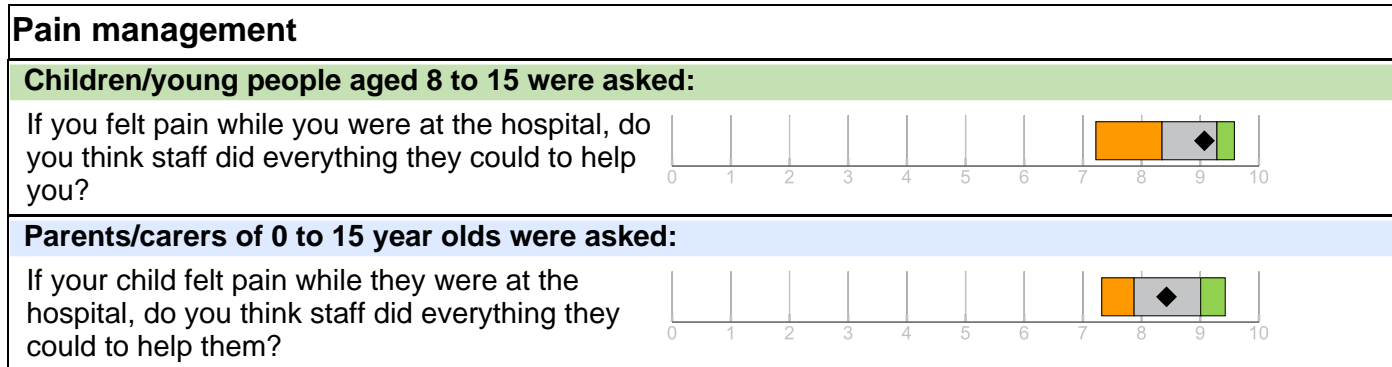 Pain management
Children/young people aged 8 to 15 were asked:
If you felt pain while you were at the hospital, do
you think staff did everything they could to help
you?
0 1 2 3 4 5 6 7 8 9 10
Parents/carers of 0 to 15 year olds were asked:
If your child felt pain while they were at the
hospital, do you think staff did everything they
could to help them?
0 1 2 3 4 5 6 7 8 9 10